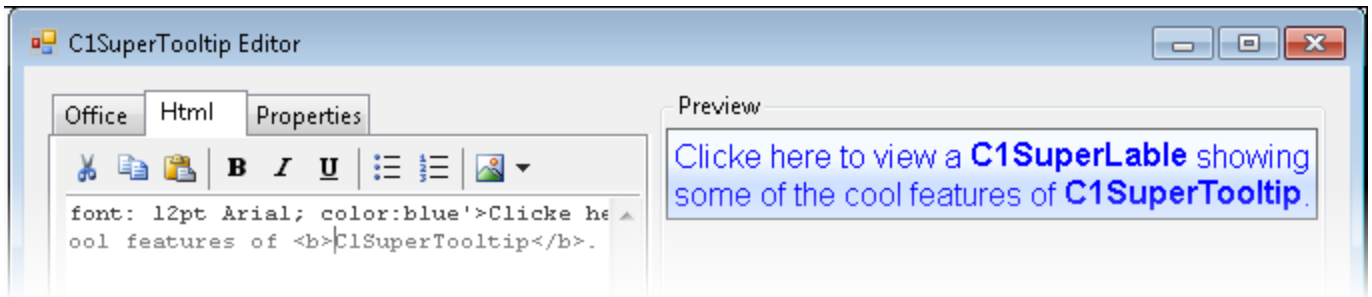 C1SuperTooltip Editor
Office Html Properties
B I U
font: 12pt Arial; color:blue'>Clicke he
ool features of <b>C1SuperTooltip</b>.
Preview
Clicke here to view a C1SuperLable showing
some of the cool features of C1SuperTooltip.